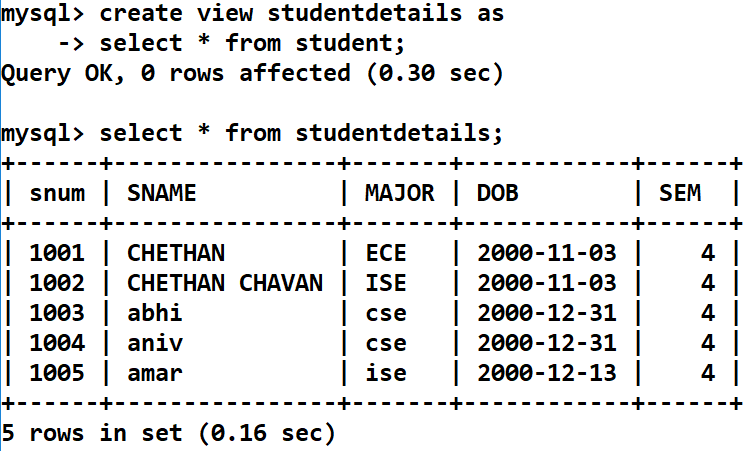 mysql> create view studentdetails as
    -> select * from student;
Query OK, 0 rows affected (0.30 sec)

mysql> select * from studentdetails;
+------+----------------+-------+------------+------+
| snum | SNAME          | MAJOR | DOB        | SEM  |
+------+----------------+-------+------------+------+
| 1001 | CHETHAN        | ECE   | 2000-11-03 |    4 |
| 1002 | CHETHAN CHAVAN | ISE   | 2000-11-03 |    4 |
| 1003 | abhi           | cse   | 2000-12-31 |    4 |
| 1004 | aniv           | cse   | 2000-12-31 |    4 |
| 1005 | amar           | ise   | 2000-12-13 |    4 |
+------+----------------+-------+------------+------+
5 rows in set (0.16 sec)